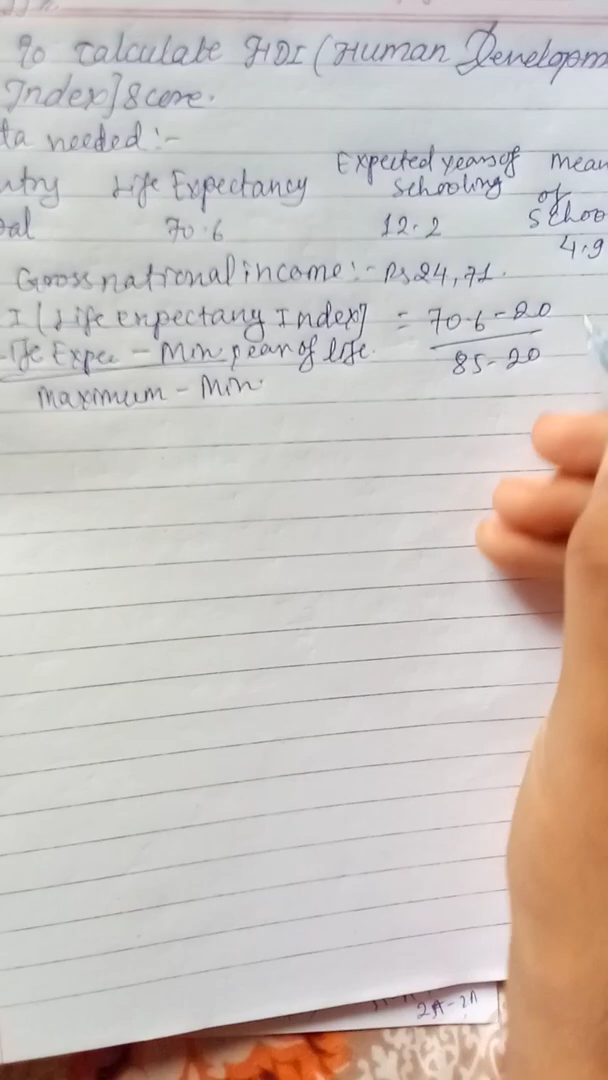 to calculate HDI (Human Developm
Index] Score.
ta needed :-
ntry Life Expectancy Expected years of schooling mean of schoo
pal 70.6 12.2 4.9
Gross national income :- Rs 24,71.
I [Life expectany Index] = 70.6 - 20
Life Expec - Min year of life. 85 - 20
maximum - Min.